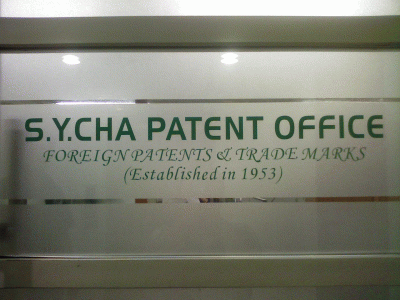 S.Y.CHA PATENT OFFICE
FOREIGN PATENTS & TRADE MARKS
(Established in 1953)